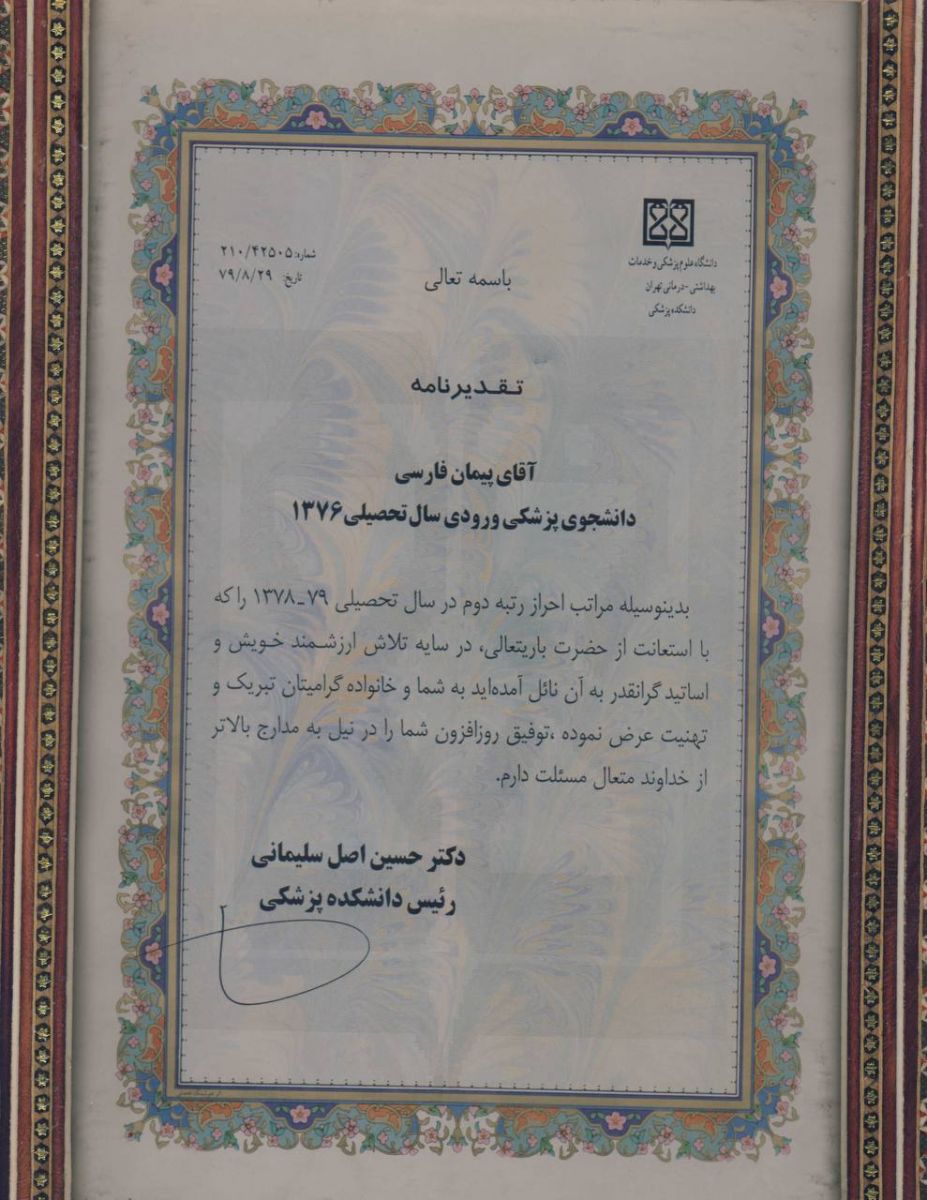 دانشگاه علوم پزشکی و خدمات
بهداشتی - درمانی تهران
دانشکده پزشکی
شماره: ۲۱۰/۴۲۵۰۵
تاریخ: ۷۹/۸/۲۹
باسمه تعالی
تقدیرنامه
آقای پیمان فارسی
دانشجوی پزشکی ورودی سال تحصیلی ۱۳۷۶
بدینوسیله مراتب احراز رتبه دوم در سال تحصیلی ۷۹-۱۳۷۸ را که
با استعانت از حضرت باریتعالی، در سایه تلاش ارزشمند خویش و
اساتید گرانقدر به آن نائل آمده‌اید به شما و خانواده گرامیتان تبریک و
تهنیت عرض نموده ،توفیق روزافزون شما را در نیل به مدارج بالاتر
از خداوند متعال مسئلت دارم.
دکتر حسین اصل سلیمانی
رئیس دانشکده پزشکی